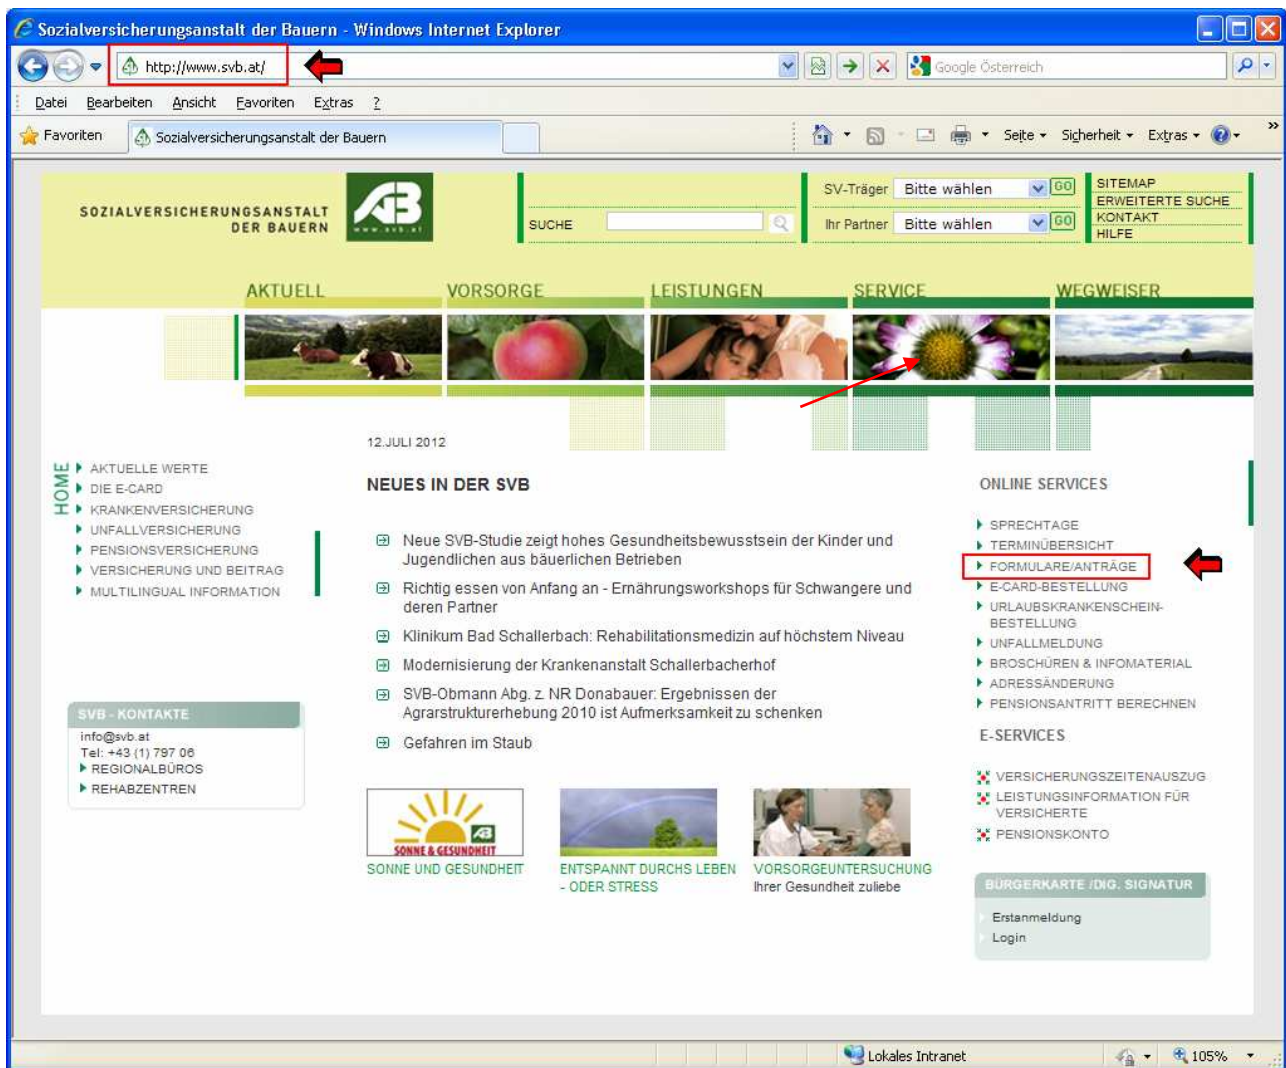 Sozialversicherungsanstalt der Bauern - Windows Internet Explorer
http://www.svb.at/
Google Österreich
Datei Bearbeiten Ansicht Favoriten Extras ?
Favoriten
Sozialversicherungsanstalt der Bauern
Seite
Sicherheit
Extras
SOZIALVERSICHERUNGSANSTALT
DER BAUERN
www.svb.at
SUCHE
SV-Träger Bitte wählen GO
Ihr Partner Bitte wählen GO
SITEMAP
ERWEITERTE SUCHE
KONTAKT
HILFE
AKTUELL VORSORGE LEISTUNGEN SERVICE WEGWEISER
12.JULI 2012
HOME
AKTUELLE WERTE
DIE E-CARD
KRANKENVERSICHERUNG
UNFALLVERSICHERUNG
PENSIONSVERSICHERUNG
VERSICHERUNG UND BEITRAG
MULTILINGUAL INFORMATION
SVB - KONTAKTE
info@svb.at
Tel: +43 (1) 797 06
REGIONALBÜROS
REHABZENTREN
NEUES IN DER SVB
Neue SVB-Studie zeigt hohes Gesundheitsbewusstsein der Kinder und
Jugendlichen aus bäuerlichen Betrieben
Richtig essen von Anfang an - Ernährungsworkshops für Schwangere und
deren Partner
Klinikum Bad Schallerbach: Rehabilitationsmedizin auf höchstem Niveau
Modernisierung der Krankenanstalt Schallerbacherhof
SVB-Obmann Abg. z. NR Donabauer: Ergebnissen der
Agrarstrukturerhebung 2010 ist Aufmerksamkeit zu schenken
Gefahren im Staub
SONNE & GESUNDHEIT
SONNE UND GESUNDHEIT
ENTSPANNT DURCHS LEBEN
- ODER STRESS
VORSORGEUNTERSUCHUNG
Ihrer Gesundheit zuliebe
ONLINE SERVICES
SPRECHTAGE
TERMINÜBERSICHT
FORMULARE/ANTRÄGE
E-CARD-BESTELLUNG
URLAUBSKRANKENSCHEIN-
BESTELLUNG
UNFALLMELDUNG
BROSCHÜREN & INFOMATERIAL
ADRESSÄNDERUNG
PENSIONSANTRITT BERECHNEN
E-SERVICES
VERSICHERUNGSZEITENAUSZUG
LEISTUNGSINFORMATION FÜR
VERSICHERTE
PENSIONSKONTO
BÜRGERKARTE /DIG. SIGNATUR
Erstanmeldung
Login
Lokales Intranet
105%